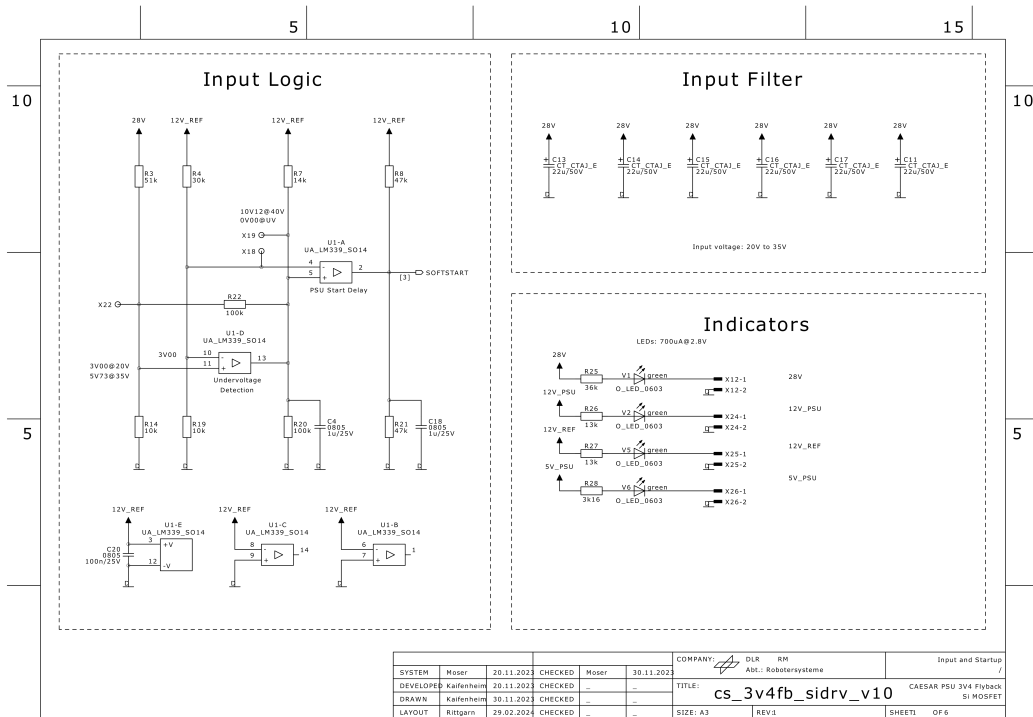 5 10 15
10 10
5 5
Input Logic
28V 12V_REF 12V_REF 12V_REF
R3
51k
R4
30k
R7
14k
R8
47k
10V12@40V
0V00@UV
X19
X18
U1-A
UA_LM339_SO14
4 -
5 +
2
[3] SOFTSTART
PSU Start Delay
X22
R22
100k
U1-D
UA_LM339_SO14
3V00
10 -
11 +
13
3V00@20V
5V73@35V
Undervoltage
Detection
R14
10k
R19
10k
R20
100k
C4
0805
1u/25V
R21
47k
C18
0805
1u/25V
12V_REF
U1-E
UA_LM339_SO14
3 +V
12 -V
C20
0805
100n/25V
12V_REF
U1-C
UA_LM339_SO14
8 -
9 +
14
12V_REF
U1-B
UA_LM339_SO14
6 -
7 +
1
Input Filter
28V 28V 28V 28V 28V 28V
+ C13
CT_CTAJ_E
22u/50V
+ C14
CT_CTAJ_E
22u/50V
+ C15
CT_CTAJ_E
22u/50V
+ C16
CT_CTAJ_E
22u/50V
+ C17
CT_CTAJ_E
22u/50V
+ C11
CT_CTAJ_E
22u/50V
Input voltage: 20V to 35V
Indicators
LEDs: 700uA@2.8V
28V
R25
36k
V1 green
O_LED_0603
X12-1
X12-2
28V
12V_PSU
R26
13k
V2 green
O_LED_0603
X24-1
X24-2
12V_PSU
12V_REF
R27
13k
V5 green
O_LED_0603
X25-1
X25-2
12V_REF
5V_PSU
R28
3k16
V6 green
O_LED_0603
X26-1
X26-2
5V_PSU
SYSTEM Moser 20.11.2023 CHECKED Moser 30.11.2023
DEVELOPED Kaifenheim 20.11.2023 CHECKED _ _
DRAWN Kaifenheim 30.11.2023 CHECKED _ _
LAYOUT Rittgarn 29.02.2024 CHECKED _ _
COMPANY: DLR RM
Abt.: Robotersysteme
Input and Startup
/
TITLE: cs_3v4fb_sidrv_v10
CAESAR PSU 3V4 Flyback
Si MOSFET
SIZE: A3 REV:1 SHEET:1 OF 6